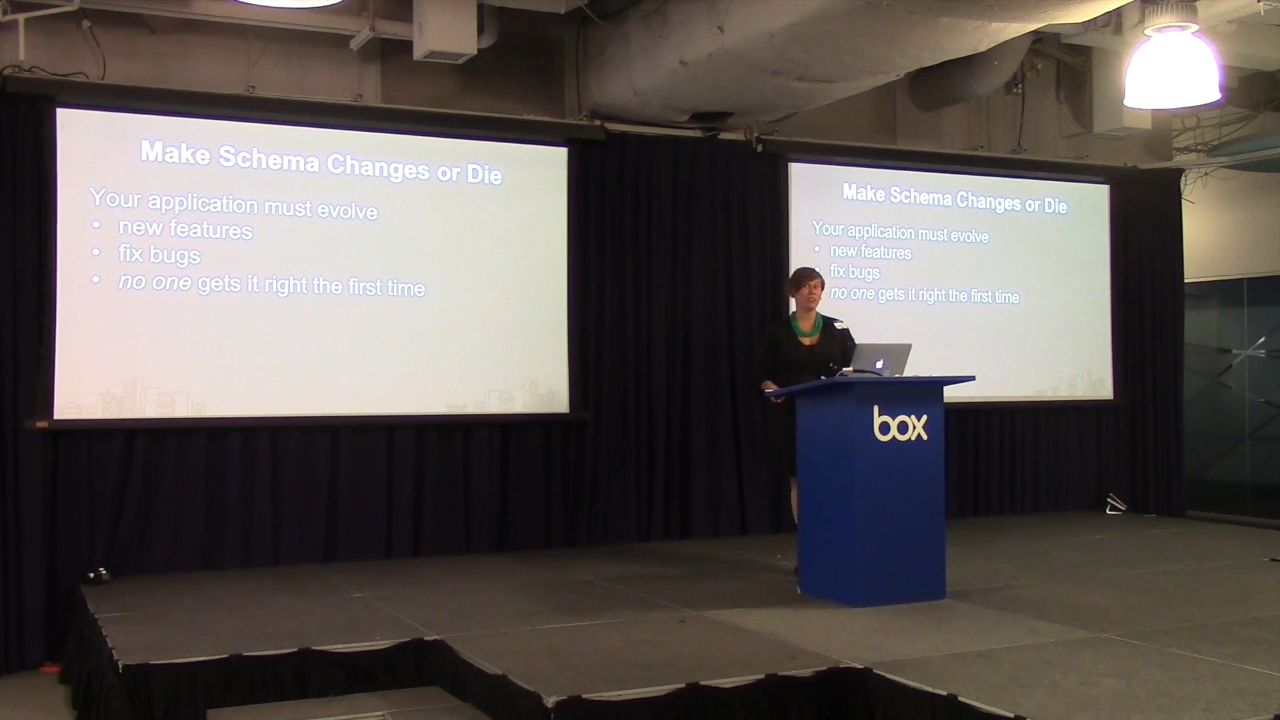 Make Schema Changes or Die
Your application must evolve
• new features
• fix bugs
• no one gets it right the first time
Make Schema Changes or Die
Your application must evolve
• new features
• fix bugs
no one gets it right the first time
box